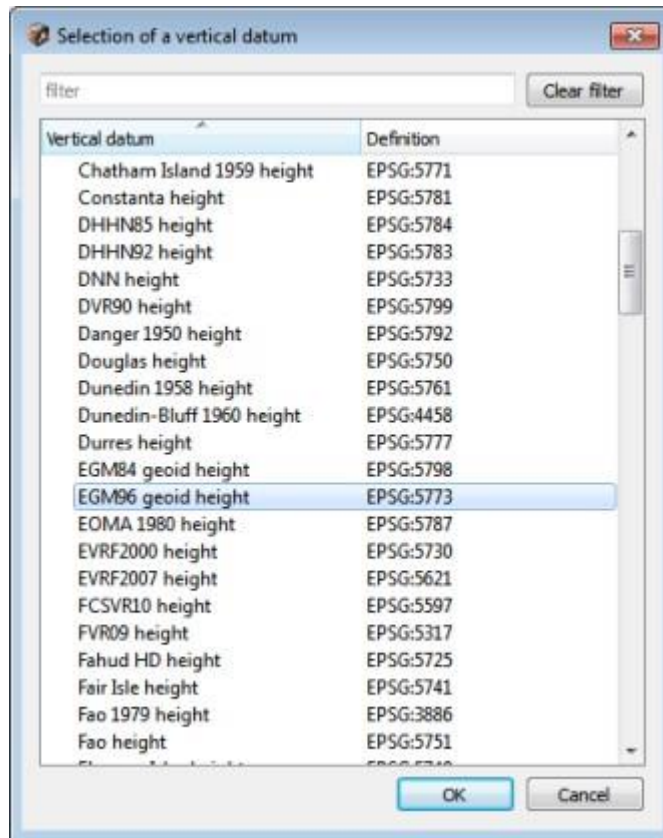 Selection of a vertical datum
filter Clear filter
Vertical datum Definition
Chatham Island 1959 height EPSG:5771
Constanta height EPSG:5781
DHHN85 height EPSG:5784
DHHN92 height EPSG:5783
DNN height EPSG:5733
DVR90 height EPSG:5799
Danger 1950 height EPSG:5792
Douglas height EPSG:5750
Dunedin 1958 height EPSG:5761
Dunedin-Bluff 1960 height EPSG:4458
Durres height EPSG:5777
EGM84 geoid height EPSG:5798
EGM96 geoid height EPSG:5773
EOMA 1980 height EPSG:5787
EVRF2000 height EPSG:5730
EVRF2007 height EPSG:5621
FCSVR10 height EPSG:5597
FVR09 height EPSG:5317
Fahud HD height EPSG:5725
Fair Isle height EPSG:5741
Fao 1979 height EPSG:3886
Fao height EPSG:5751
OK Cancel